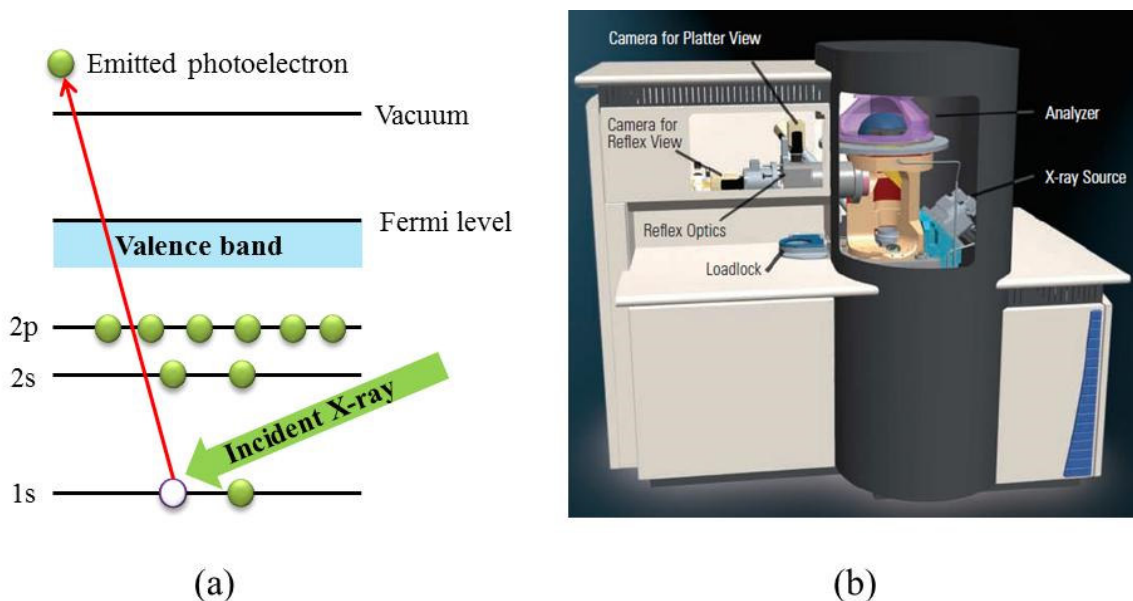 Emitted photoelectron
Vacuum
Fermi level
Valence band
2p
2s
Incident X-ray
1s
(a)
Camera for Platter View
Camera for
Reflex View
Analyzer
X-ray Source
Reflex Optics
Loadlock
(b)